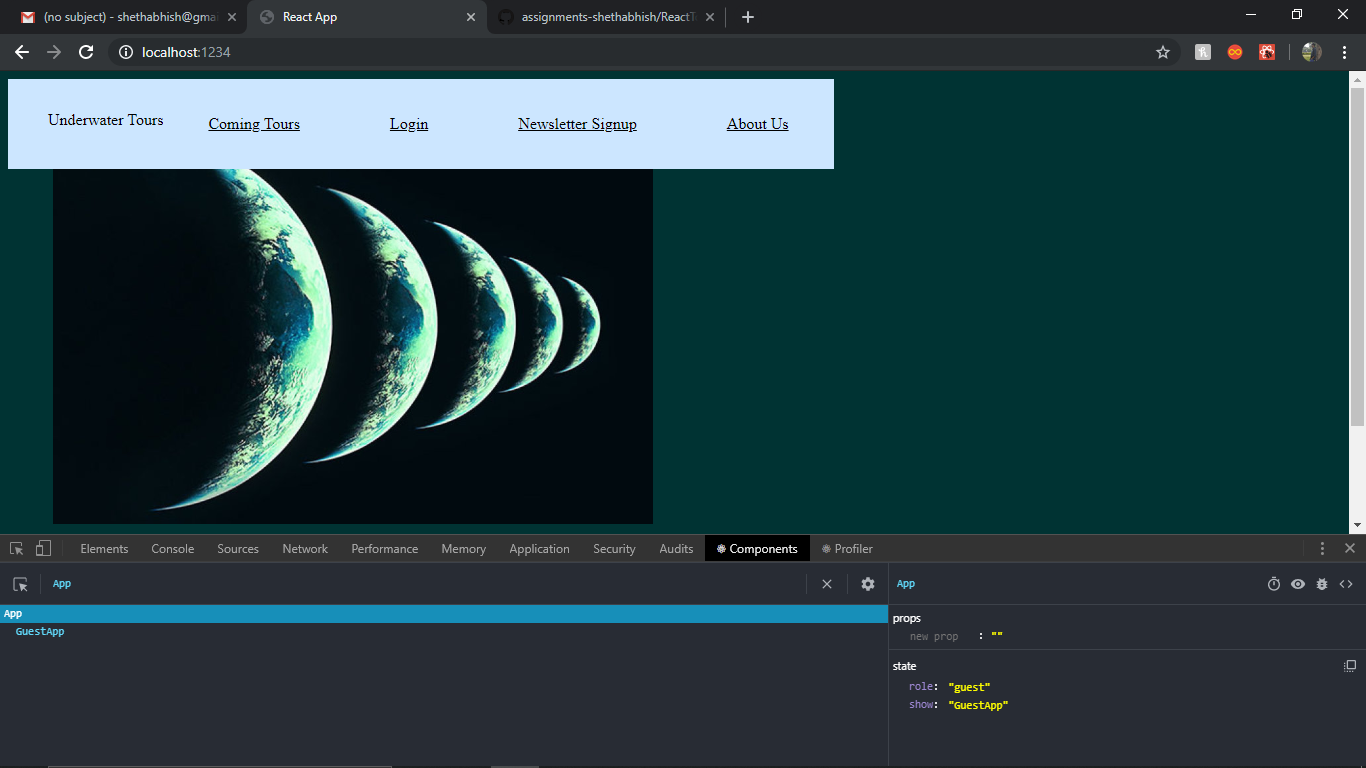 (no subject) - shethabhish@gma
React App
assignments-shethabhish/ReactT
localhost:1234
Underwater Tours
Coming Tours
Login
Newsletter Signup
About Us
Elements Console Sources Network Performance Memory Application Security Audits Components Profiler
App
App
App
GuestApp
props
new prop : ""
state
role: "guest"
show: "GuestApp"